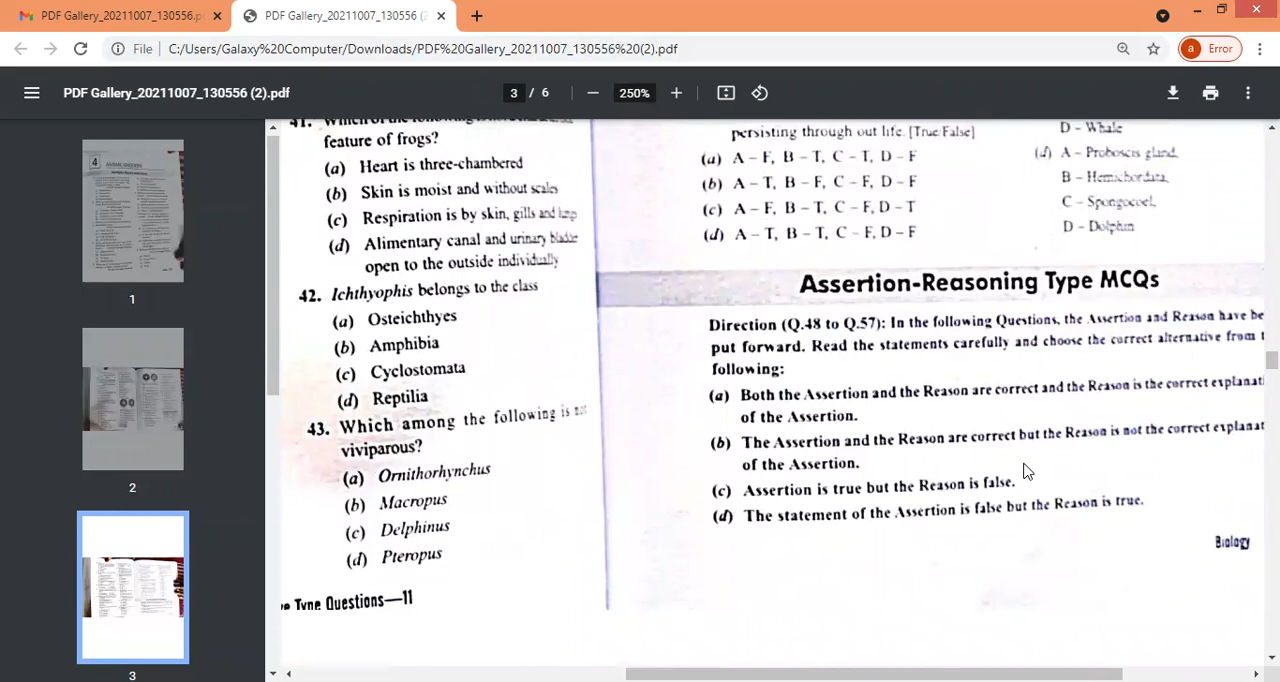 PDF Gallery_20211007_130556.p
PDF Gallery_20211007_130556 (2
File
C:/Users/Galaxy%20Computer/Downloads/PDF%20Gallery_20211007_130556%20(2).pdf
a Error
PDF Gallery_20211007_130556 (2).pdf
3 / 6
250%
4
1
2
3
feature of frogs?
(a) Heart is three-chambered
(b) Skin is moist and without scales
(c) Respiration is by skin, gills and lungs
(d) Alimentary canal and urinary bladder
open to the outside individually
42. Ichthyophis belongs to the class
(a) Osteichthyes
(b) Amphibia
(c) Cyclostomata
(d) Reptilia
43. Which among the following is not
viviparous?
(a) Ornithorhynchus
(b) Macropus
(c) Delphinus
(d) Pteropus
e Type Questions—11
persisting through out life. [True/False]
(a) A – F, B – T, C – T, D – F
(b) A – T, B – F, C – F, D – F
(c) A – F, B – T, C – F, D – T
(d) A – T, B – T, C – F, D – F
D – Whale
(d) A – Proboscis gland,
B – Hemichordata,
C – Spongocoel,
D – Dolphin
Assertion-Reasoning Type MCQs
Direction (Q.48 to Q.57): In the following Questions, the Assertion and Reason have be
put forward. Read the statements carefully and choose the correct alternative from t
following:
(a) Both the Assertion and the Reason are correct and the Reason is the correct explanati
of the Assertion.
(b) The Assertion and the Reason are correct but the Reason is not the correct explanat
of the Assertion.
(c) Assertion is true but the Reason is false.
(d) The statement of the Assertion is false but the Reason is true.
Biology